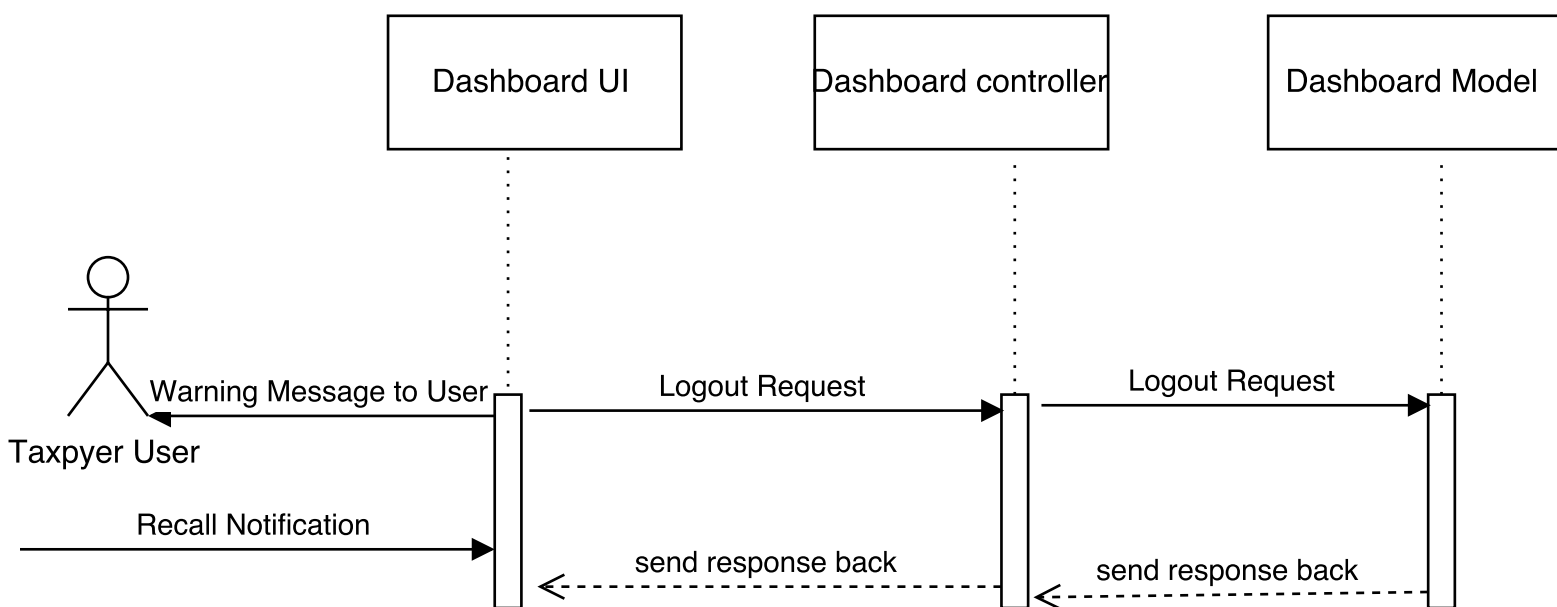 Dashboard UI
Dashboard controller
Dashboard Model
Warning Message to User
Logout Request
Logout Request
Taxpyer User
Recall Notification
send response back
send response back